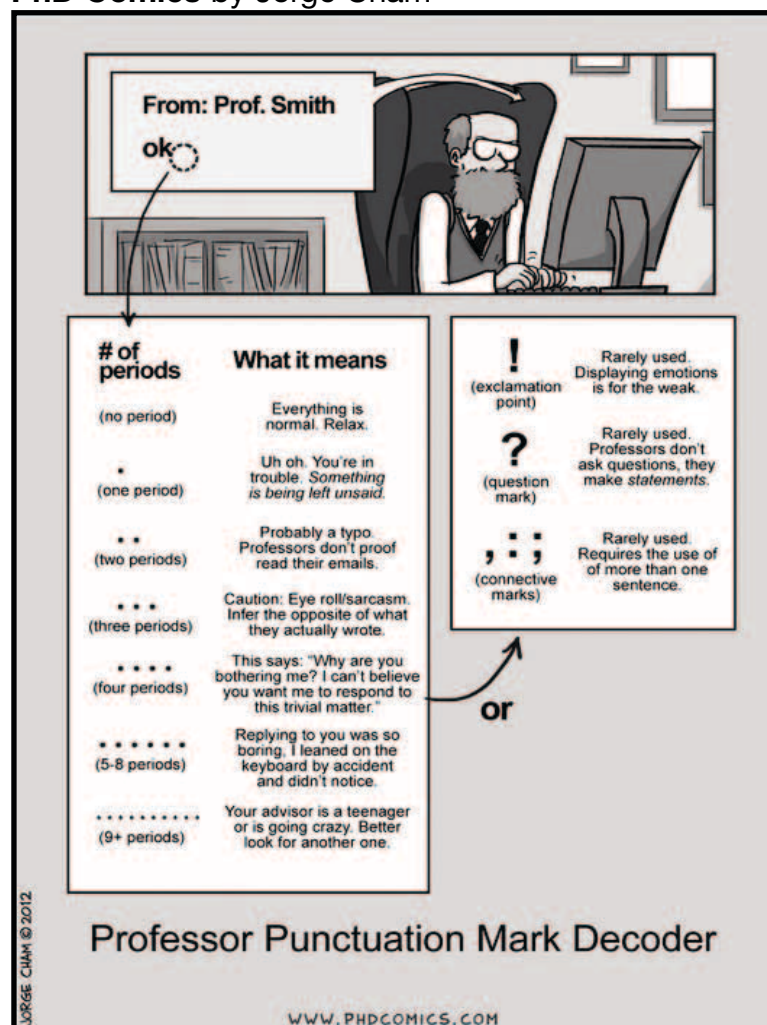 PhD Comics by Jorge Cham
From: Prof. Smith
ok
# of
periods
What it means
(no period)
Everything is
normal. Relax.
.
(one period)
Uh oh. You're in
trouble. Something
is being left unsaid.
. .
(two periods)
Probably a typo.
Professors don't proof
read their emails.
. . .
(three periods)
Caution: Eye roll/sarcasm.
Infer the opposite of what
they actually wrote.
. . . .
(four periods)
This says: "Why are you
bothering me? I can't believe
you want me to respond to
this trivial matter."
. . . . . .
(5-8 periods)
Replying to you was so
boring, I leaned on the
keyboard by accident
and didn't notice.
. . . . . . . . . .
(9+ periods)
Your advisor is a teenager
or is going crazy. Better
look for another one.
or
!
(exclamation
point)
Rarely used.
Displaying emotions
is for the weak.
?
(question
mark)
Rarely used.
Professors don't
ask questions, they
make statements.
, : ;
(connective
marks)
Rarely used.
Requires the use of
of more than one
sentence.
JORGE CHAM © 2012
Professor Punctuation Mark Decoder
WWW.PHDCOMICS.COM